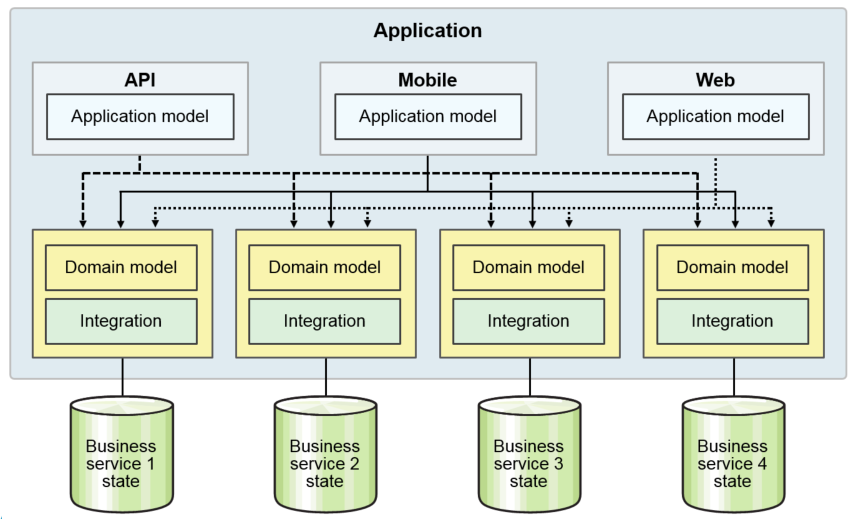 Application
API
Application model
Mobile
Application model
Web
Application model
Domain model
Integration
Domain model
Integration
Domain model
Integration
Domain model
Integration
Business
service 1
state
Business
service 2
state
Business
service 3
state
Business
service 4
state